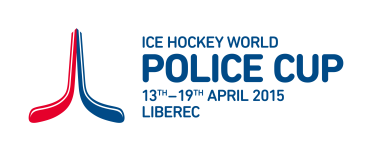 ICE HOCKEY WORLD
POLICE CUP
13TH–19TH APRIL 2015
LIBEREC